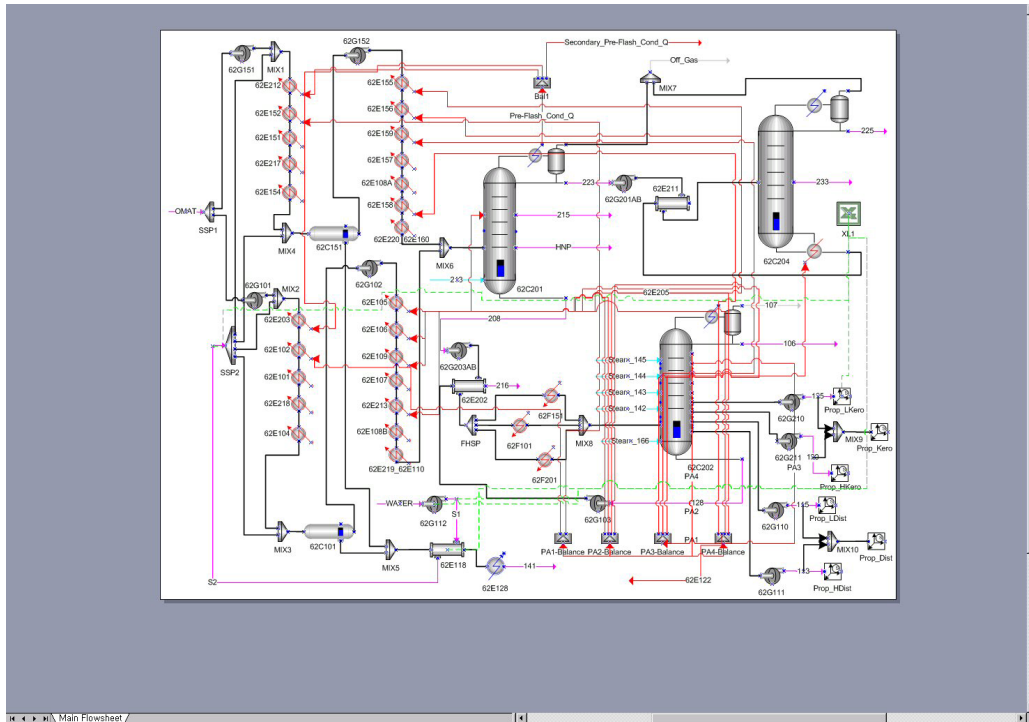 62G152
Secondary_Pre-Flash_Cond_Q
62G151
MIX1
Off_Gas
MIX7
62E212
62E155
Bal1
62E152
62E156
Pre-Flash_Cond_Q
62E151
62E159
225
62E217
62E157
62E154
62E108A
223
62G201AB
62E211
233
62E158
OMAT
SSP1
215
XL1
62E220
62E160
MIX4
62C151
HNP
MIX6
62C204
62G102
213
62C201
62G101
MIX2
62E205
62E105
107
62E203
208
62E106
62E102
106
SSP2
62E109
62G203AB
Steam_145
62E101
62E107
Steam_144
62E202
216
Steam_143
125
Prop_LKero
62E218
62E213
62F151
Steam_142
62G210
62E104
62E108B
FHSP
62F101
MIX8
Steam_166
62G211
MIX9
Prop_Kero
62E219_62E110
62F201
62C202
PA3
PA4
Prop_HKero
WATER
S1
128
62G112
62G103
PA2
62G110
115
Prop_LDist
MIX3
62C101
PA1
MIX10
Prop_Dist
MIX5
62E118
PA1-Balance
PA2-Balance
PA3-Balance
PA4-Balance
141
62E128
62E122
62G111
113
Prop_HDist
S2
Main Flowsheet